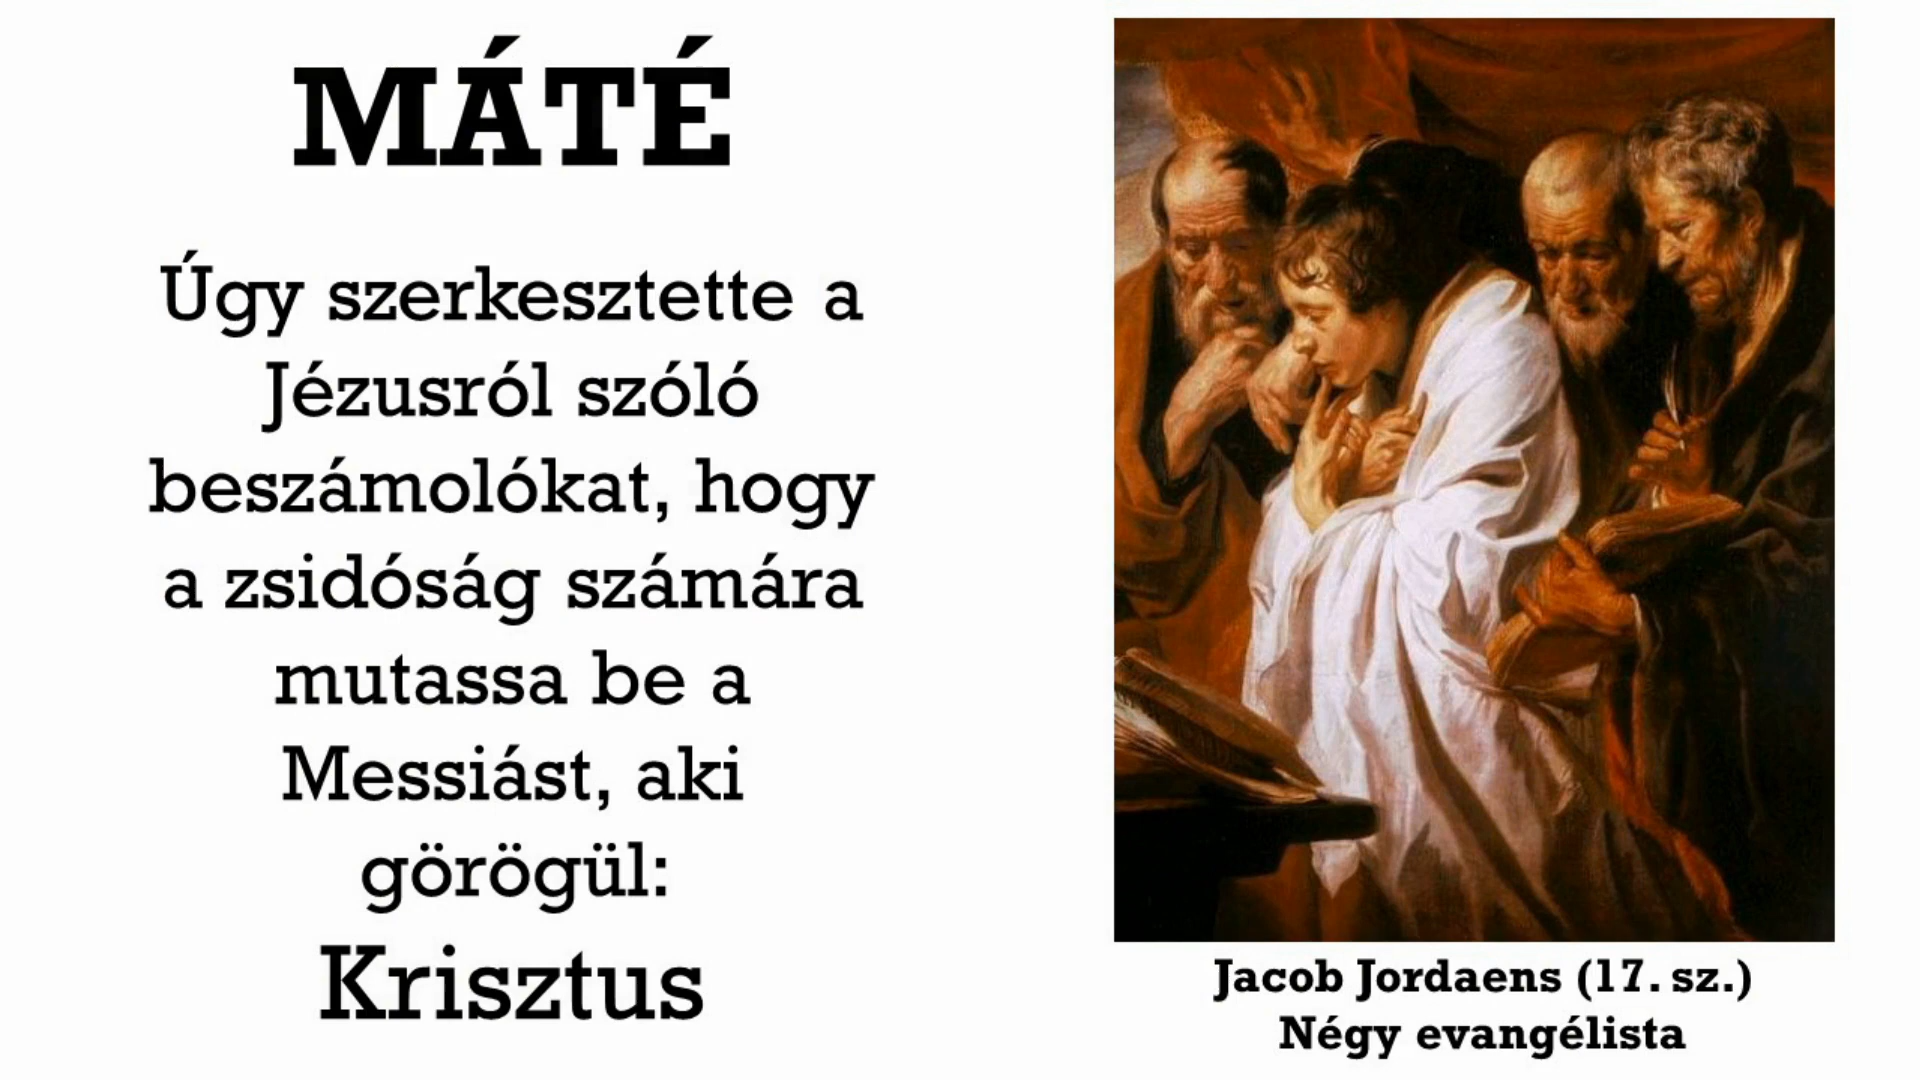 MÁTÉ
Úgy szerkesztette a
Jézusról szóló
beszámolókat, hogy
a zsidóság számára
mutassa be a
Messiást, aki
görögül:
Krisztus
Jacob Jordaens (17. sz.)
Négy evangélista